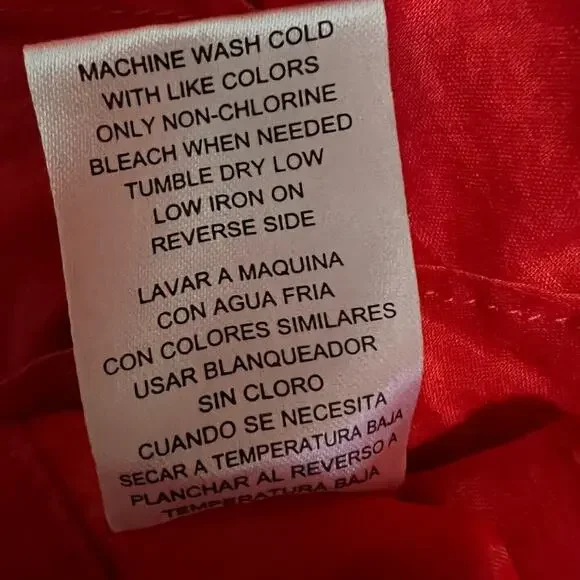 MACHINE WASH COLD
WITH LIKE COLORS
ONLY NON-CHLORINE
BLEACH WHEN NEEDED
TUMBLE DRY LOW
LOW IRON ON
REVERSE SIDE
LAVAR A MAQUINA
CON AGUA FRIA
CON COLORES SIMILARES
USAR BLANQUEADOR
SIN CLORO
CUANDO SE NECESITA
SECAR A TEMPERATURA BAJA
PLANCHAR AL REVERSO A
TEMPERATURA BAJA